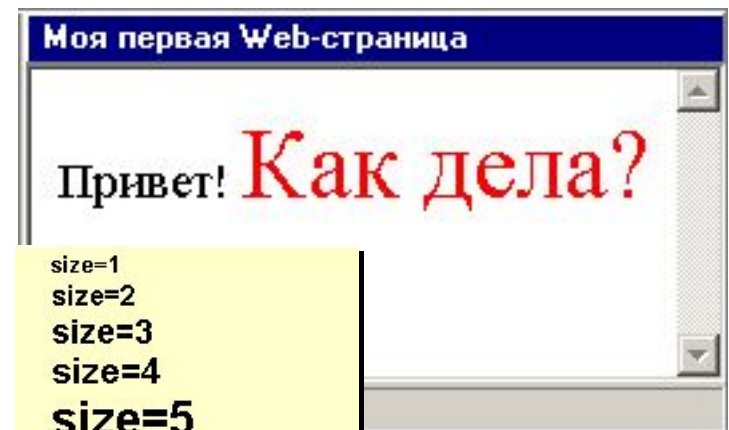 Моя первая Web-страница
Привет! Как дела?
size=1
size=2
size=3
size=4
size=5